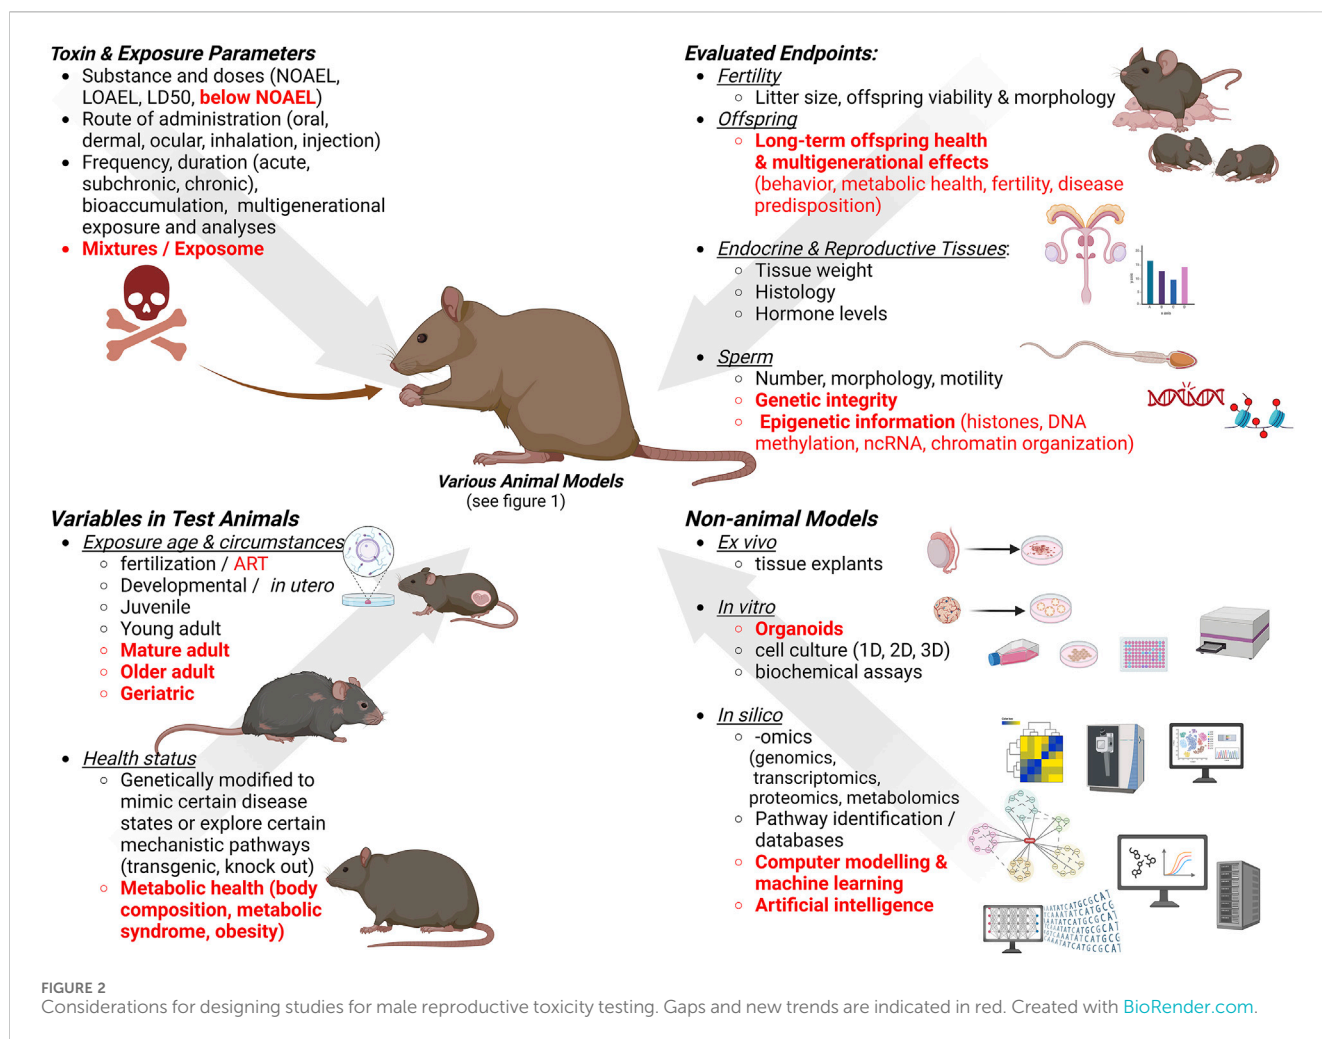 Toxin & Exposure Parameters
• Substance and doses (NOAEL,
LOAEL, LD50, below NOAEL)
• Route of administration (oral,
dermal, ocular, inhalation, injection)
• Frequency, duration (acute,
subchronic, chronic),
bioaccumulation, multigenerational
exposure and analyses
• Mixtures / Exposome
Evaluated Endpoints:
• Fertility
○ Litter size, offspring viability & morphology
• Offspring
○ Long-term offspring health
& multigenerational effects
(behavior, metabolic health, fertility, disease
predisposition)
• Endocrine & Reproductive Tissues:
○ Tissue weight
○ Histology
○ Hormone levels
• Sperm
○ Number, morphology, motility
○ Genetic integrity
○ Epigenetic information (histones, DNA
methylation, ncRNA, chromatin organization)
Various Animal Models
(see figure 1)
Variables in Test Animals
• Exposure age & circumstances
○ fertilization / ART
○ Developmental / in utero
○ Juvenile
○ Young adult
○ Mature adult
○ Older adult
○ Geriatric
• Health status
○ Genetically modified to
mimic certain disease
states or explore certain
mechanistic pathways
(transgenic, knock out)
○ Metabolic health (body
composition, metabolic
syndrome, obesity)
Non-animal Models
• Ex vivo
○ tissue explants
• In vitro
○ Organoids
○ cell culture (1D, 2D, 3D)
○ biochemical assays
• In silico
○ -omics
(genomics,
transcriptomics,
proteomics, metabolomics
○ Pathway identification /
databases
○ Computer modelling &
machine learning
○ Artificial intelligence
FIGURE 2
Considerations for designing studies for male reproductive toxicity testing. Gaps and new trends are indicated in red. Created with BioRender.com.